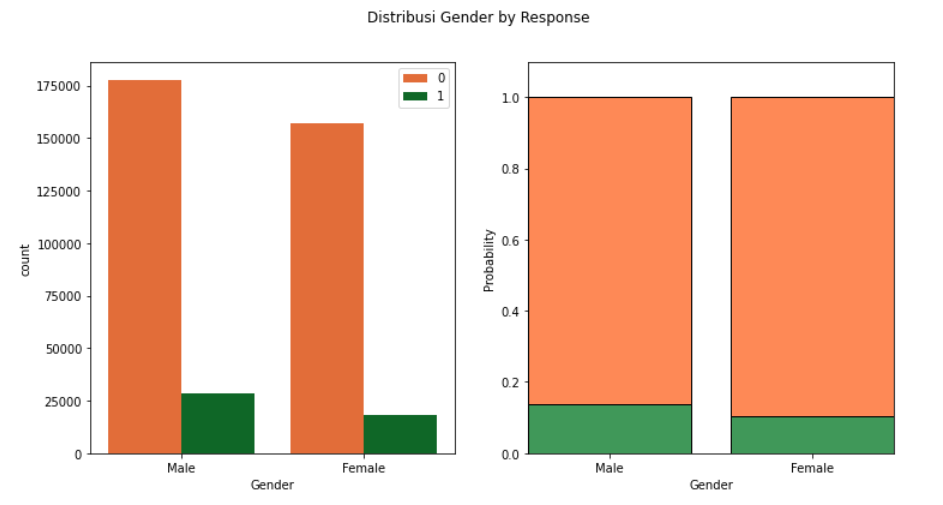 Distribusi Gender by Response
175000
150000
125000
100000
75000
50000
25000
0
count
0
1
Male
Female
Gender
1.0
0.8
0.6
0.4
0.2
0.0
Probability
Male
Female
Gender